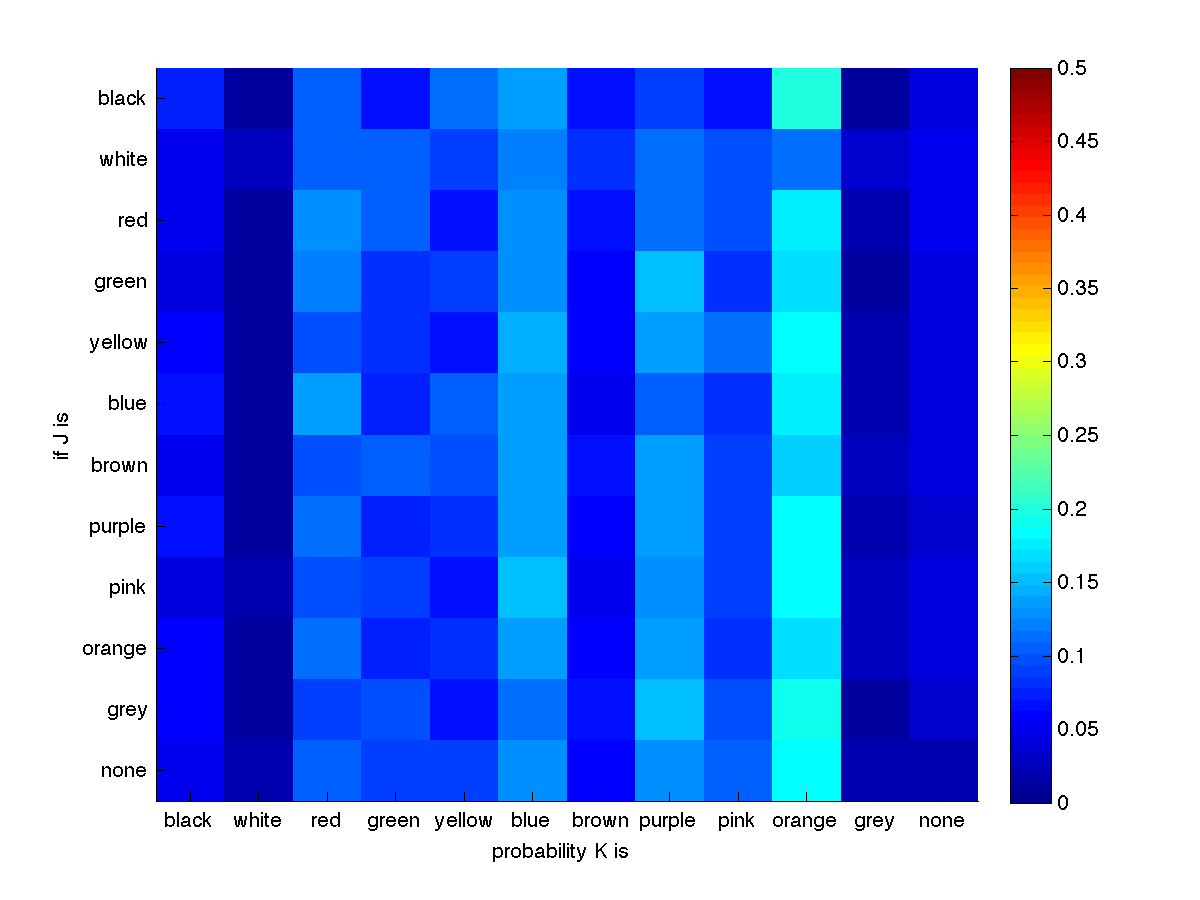 black
white
red
green
yellow
blue
brown
purple
pink
orange
grey
none
if J is
black white red green yellow blue brown purple pink orange grey none
probability K is
0.5
0.45
0.4
0.35
0.3
0.25
0.2
0.15
0.1
0.05
0